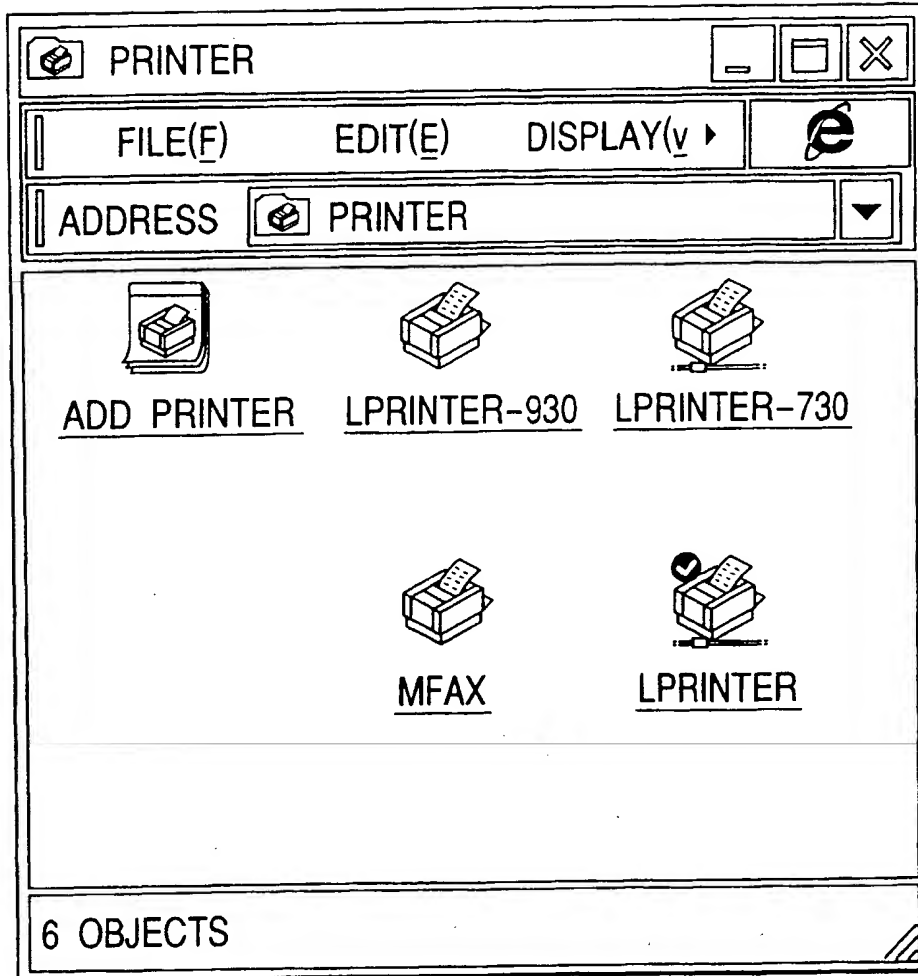 PRINTER
FILE(F) EDIT(E) DISPLAY(v
ADDRESS PRINTER
ADD PRINTER LPRINTER-930 LPRINTER-730
MFAX LPRINTER
6 OBJECTS